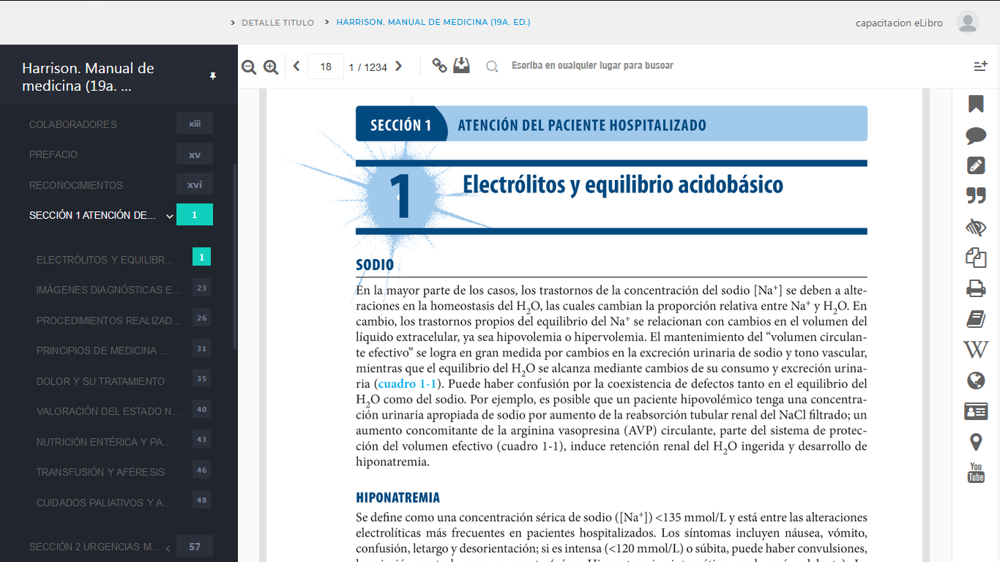 DETALLE TITULO
HARRISON. MANUAL DE MEDICINA (19A. ED.)
capacitacion eLibro
Harrison. Manual de
medicina (19a. ...
18
1 / 1234
Escriba en oualquier lugar para busoar
COLABORADORES xiii
PREFACIO xv
RECONOCIMIENTOS xvi
SECCIÓN 1 ATENCIÓN DE... 1
ELECTRÓLITOS Y EQUILIBR... 1
IMÁGENES DIAGNÓSTICAS E... 23
PROCEDIMIENTOS REALIZAD... 26
PRINCIPIOS DE MEDICINA ... 31
DOLOR Y SU TRATAMIENTO 35
VALORACIÓN DEL ESTADO N... 40
NUTRICIÓN ENTÉRICA Y PA... 43
TRANSFUSIÓN Y AFÉRESIS 46
CUIDADOS PALIATIVOS Y A... 48
SECCIÓN 2 URGENCIAS M... 57
SECCIÓN 1 ATENCIÓN DEL PACIENTE HOSPITALIZADO
1 Electrólitos y equilibrio acidobásico
SODIO
En la mayor parte de los casos, los trastornos de la concentración del sodio [Na⁺] se deben a alte-
raciones en la homeostasis del H₂O, las cuales cambian la proporción relativa entre Na⁺ y H₂O. En
cambio, los trastornos propios del equilibrio del Na⁺ se relacionan con cambios en el volumen del
líquido extracelular, ya sea hipovolemia o hipervolemia. El mantenimiento del “volumen circulan-
te efectivo” se logra en gran medida por cambios en la excreción urinaria de sodio y tono vascular,
mientras que el equilibrio del H₂O se alcanza mediante cambios de su consumo y excreción urina-
ria (cuadro 1-1). Puede haber confusión por la coexistencia de defectos tanto en el equilibrio del
H₂O como del sodio. Por ejemplo, es posible que un paciente hipovolémico tenga una concentra-
ción urinaria apropiada de sodio por aumento de la reabsorción tubular renal del NaCl filtrado; un
aumento concomitante de la arginina vasopresina (AVP) circulante, parte del sistema de protec-
ción del volumen efectivo (cuadro 1-1), induce retención renal del H₂O ingerida y desarrollo de
hiponatremia.
HIPONATREMIA
Se define como una concentración sérica de sodio ([Na⁺]) <135 mmol/L y está entre las alteraciones
electrolíticas más frecuentes en pacientes hospitalizados. Los síntomas incluyen náusea, vómito,
confusión, letargo y desorientación; si es intensa (<120 mmol/L) o súbita, puede haber convulsiones,
W
You
Tube